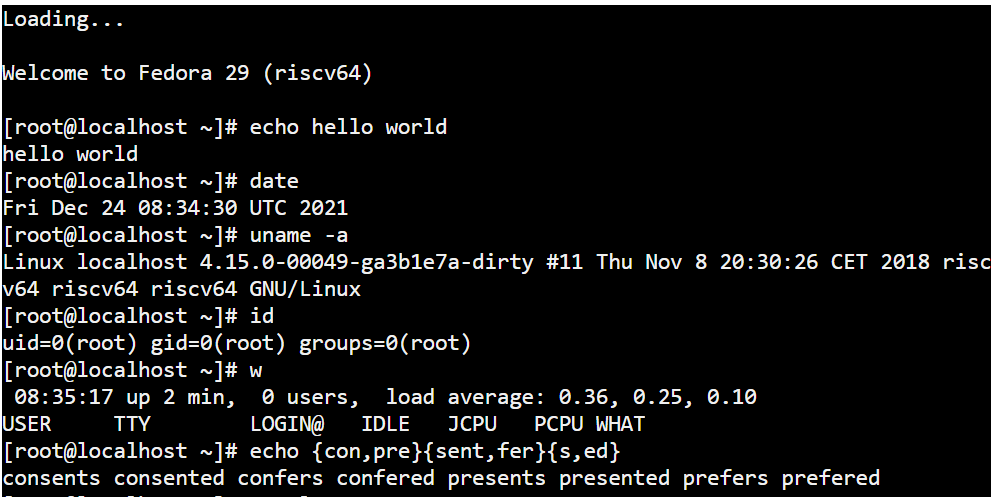 Loading...
Welcome to Fedora 29 (riscv64)
[root@localhost ~]# echo hello world
hello world
[root@localhost ~]# date
Fri Dec 24 08:34:30 UTC 2021
[root@localhost ~]# uname -a
Linux localhost 4.15.0-00049-ga3b1e7a-dirty #11 Thu Nov 8 20:30:26 CET 2018 risc
v64 riscv64 riscv64 GNU/Linux
[root@localhost ~]# id
uid=0(root) gid=0(root) groups=0(root)
[root@localhost ~]# w
 08:35:17 up 2 min,  0 users,  load average: 0.36, 0.25, 0.10
USER     TTY        LOGIN@   IDLE   JCPU   PCPU WHAT
[root@localhost ~]# echo {con,pre}{sent,fer}{s,ed}
consents consented confers confered presents presented prefers prefered